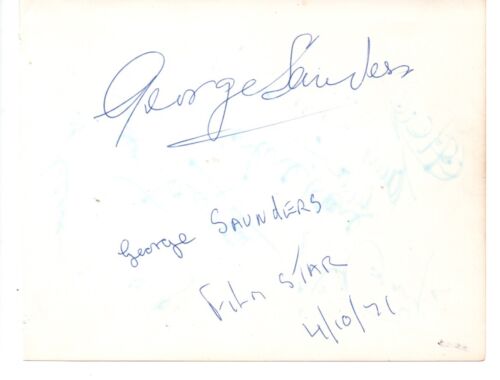 George Sanders
George SAUNDERS
FILM STAR
4/10/71